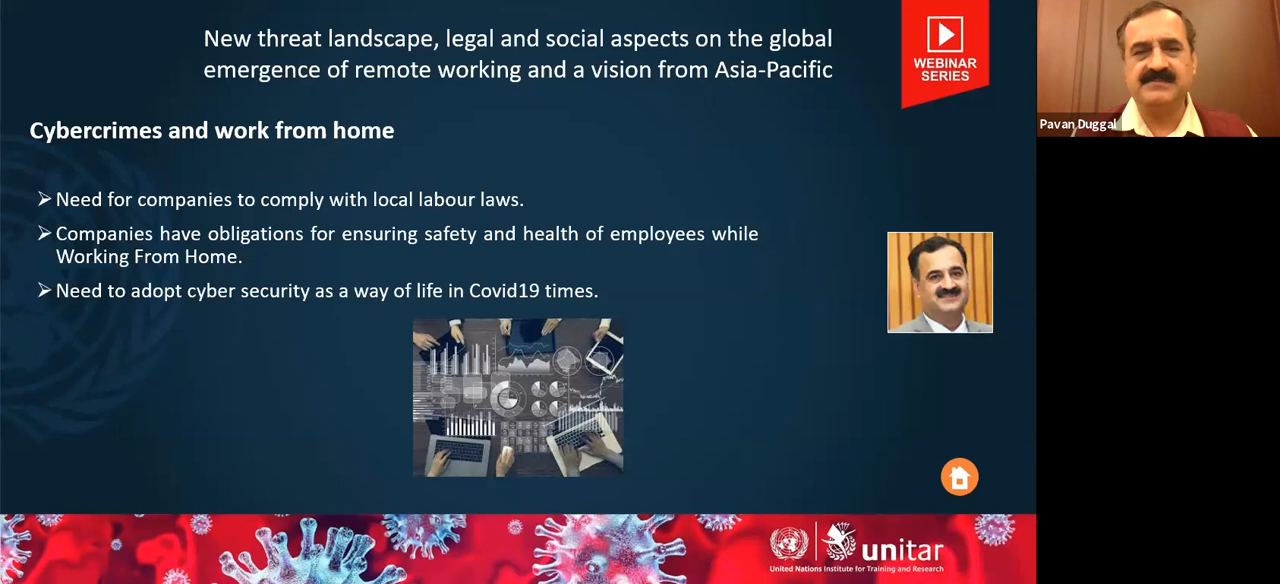 New threat landscape, legal and social aspects on the global
emergence of remote working and a vision from Asia-Pacific
WEBINAR
SERIES
Pavan Duggal
Cybercrimes and work from home
➢ Need for companies to comply with local labour laws.
➢ Companies have obligations for ensuring safety and health of employees while
Working From Home.
➢ Need to adopt cyber security as a way of life in Covid19 times.
unitar
United Nations Institute for Training and Research